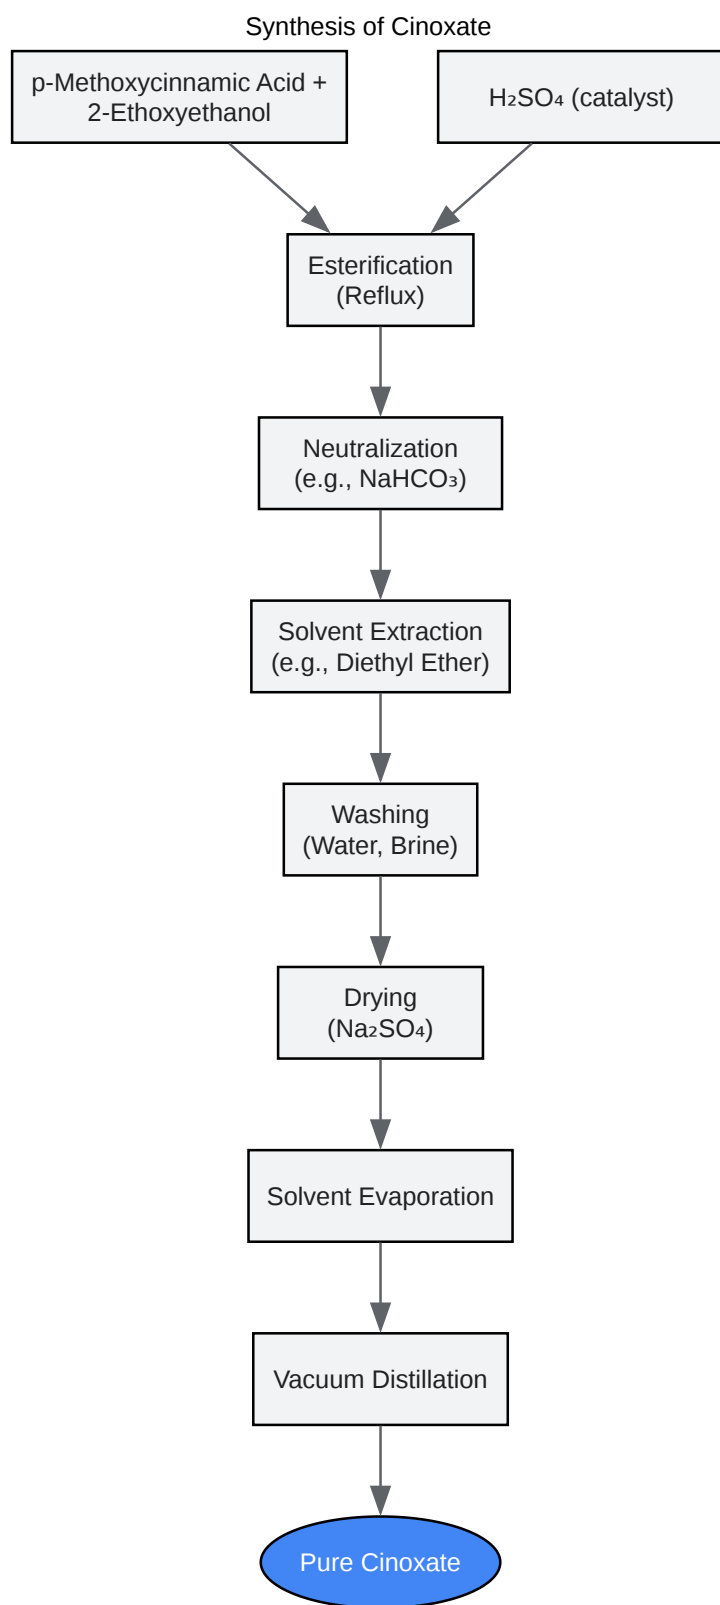 Synthesis of Cinoxate
p-Methoxycinnamic Acid +
2-Ethoxyethanol
H₂SO₄ (catalyst)
Esterification
(Reflux)
Neutralization
(e.g., NaHCO₃)
Solvent Extraction
(e.g., Diethyl Ether)
Washing
(Water, Brine)
Drying
(Na₂SO₄)
Solvent Evaporation
Vacuum Distillation
Pure Cinoxate